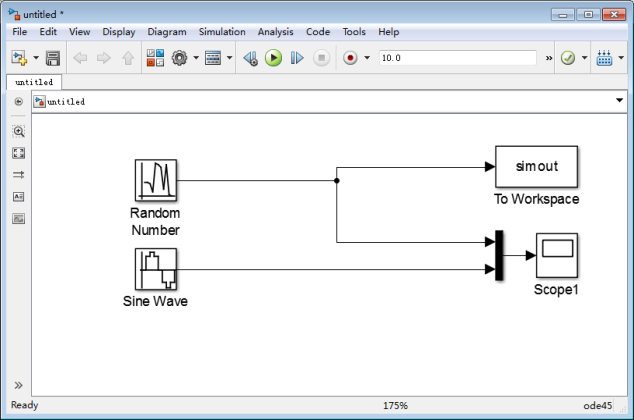 untitled *
File Edit View Display Diagram Simulation Analysis Code Tools Help
10.0 »
untitled
untitled
simout
To Workspace
Random
Number
Sine Wave
Scope1
»
Ready 175% ode45